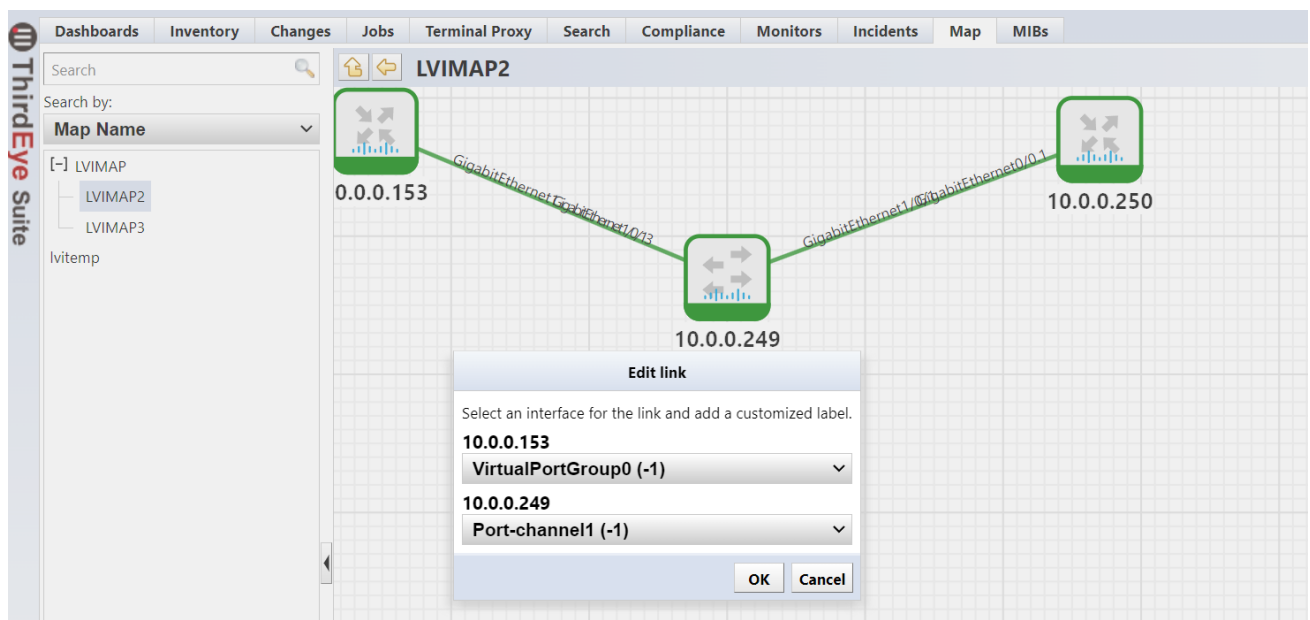 ThirdEye Suite
Dashboards Inventory Changes Jobs Terminal Proxy Search Compliance Monitors Incidents Map MIBs
Search
Search by:
Map Name
[-] LVIMAP
LVIMAP2
LVIMAP3
lvitemp
LVIMAP2
0.0.0.153
10.0.0.250
10.0.0.249
Edit link
Select an interface for the link and add a customized label.
10.0.0.153
VirtualPortGroup0 (-1)
10.0.0.249
Port-channel1 (-1)
OK Cancel